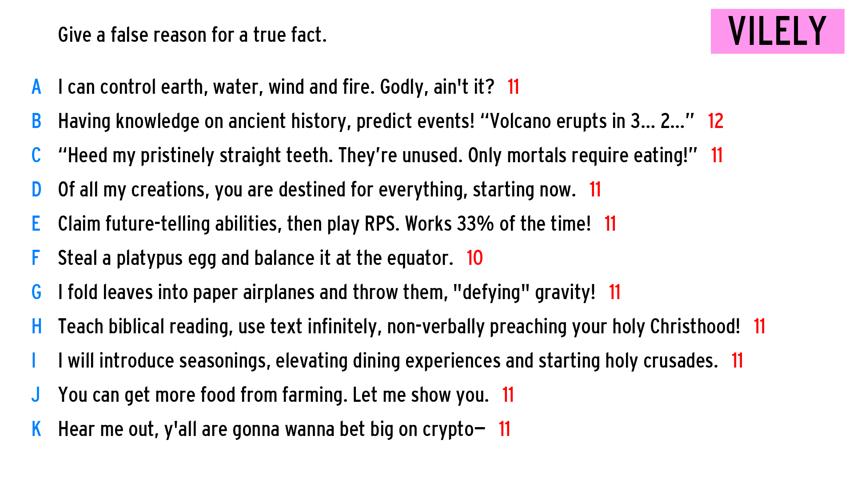 Give a false reason for a true fact.
VILELY
A I can control earth, water, wind and fire. Godly, ain't it? 11
B Having knowledge on ancient history, predict events! “Volcano erupts in 3... 2...” 12
C “Heed my pristinely straight teeth. They’re unused. Only mortals require eating!” 11
D Of all my creations, you are destined for everything, starting now. 11
E Claim future-telling abilities, then play RPS. Works 33% of the time! 11
F Steal a platypus egg and balance it at the equator. 10
G I fold leaves into paper airplanes and throw them, "defying" gravity! 11
H Teach biblical reading, use text infinitely, non-verbally preaching your holy Christhood! 11
I I will introduce seasonings, elevating dining experiences and starting holy crusades. 11
J You can get more food from farming. Let me show you. 11
K Hear me out, y'all are gonna wanna bet big on crypto— 11